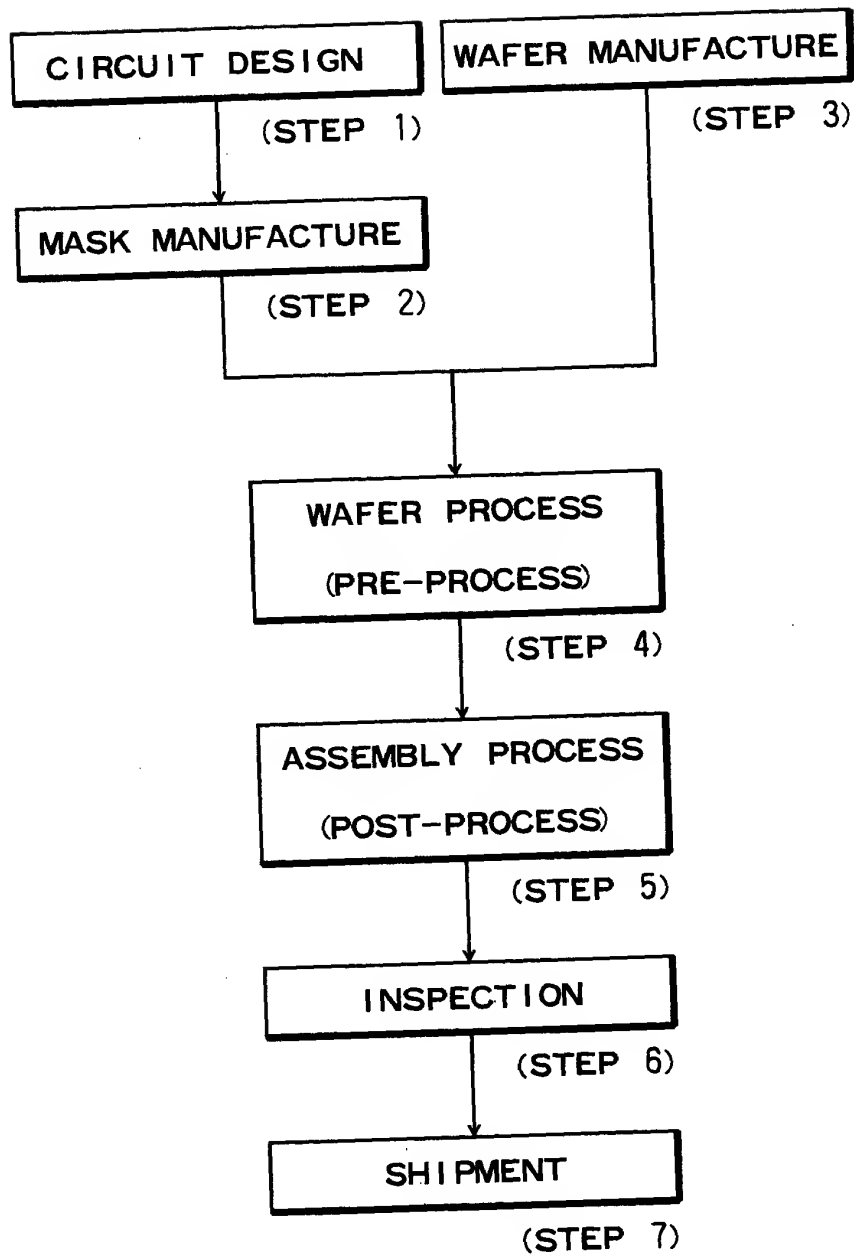 CIRCUIT DESIGN
(STEP 1)
WAFER MANUFACTURE
(STEP 3)
MASK MANUFACTURE
(STEP 2)
WAFER PROCESS
(PRE-PROCESS)
(STEP 4)
ASSEMBLY PROCESS
(POST-PROCESS)
(STEP 5)
INSPECTION
(STEP 6)
SHIPMENT
(STEP 7)